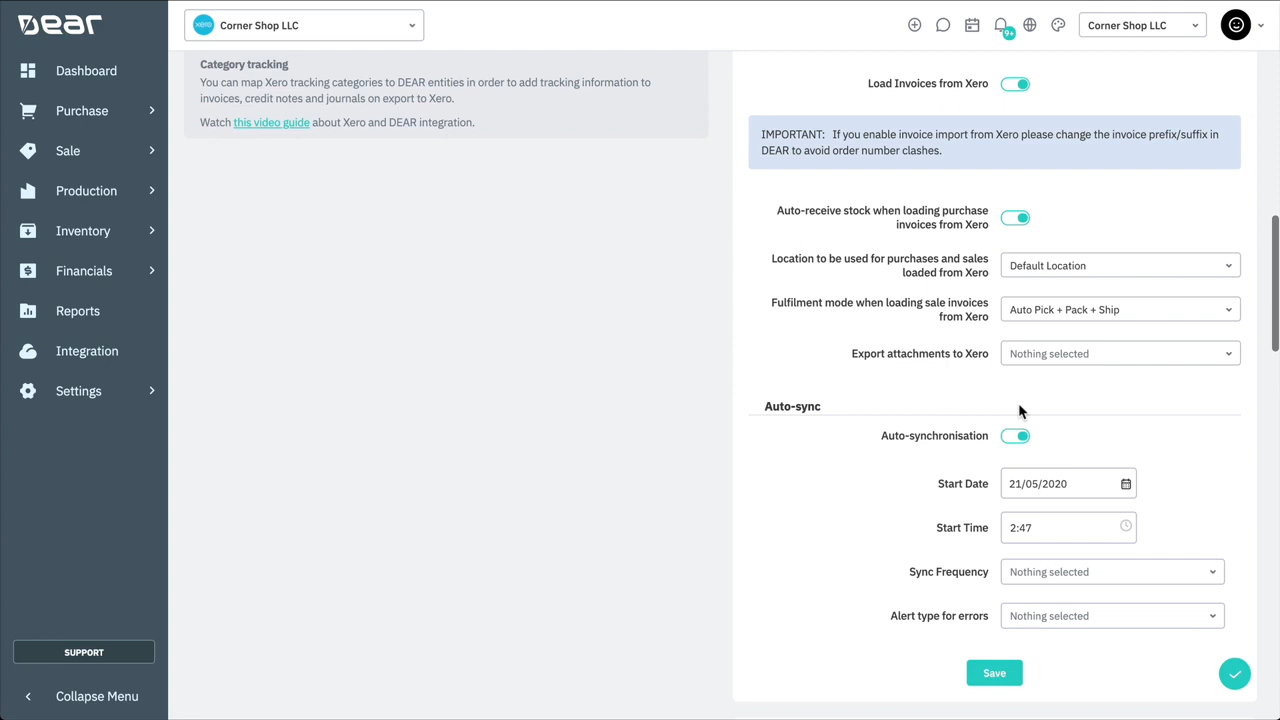 DEAR
xero
Corner Shop LLC
9+
Corner Shop LLC
Dashboard
Purchase
Sale
Production
Inventory
Financials
Reports
Integration
Settings
SUPPORT
Collapse Menu
Category tracking
You can map Xero tracking categories to DEAR entities in order to add tracking information to
invoices, credit notes and journals on export to Xero.
Watch this video guide about Xero and DEAR integration.
Load Invoices from Xero
IMPORTANT: If you enable invoice import from Xero please change the invoice prefix/suffix in
DEAR to avoid order number clashes.
Auto-receive stock when loading purchase
invoices from Xero
Location to be used for purchases and sales
loaded from Xero
Default Location
Fulfilment mode when loading sale invoices
from Xero
Auto Pick + Pack + Ship
Export attachments to Xero
Nothing selected
Auto-sync
Auto-synchronisation
Start Date
21/05/2020
Start Time
2:47
Sync Frequency
Nothing selected
Alert type for errors
Nothing selected
Save